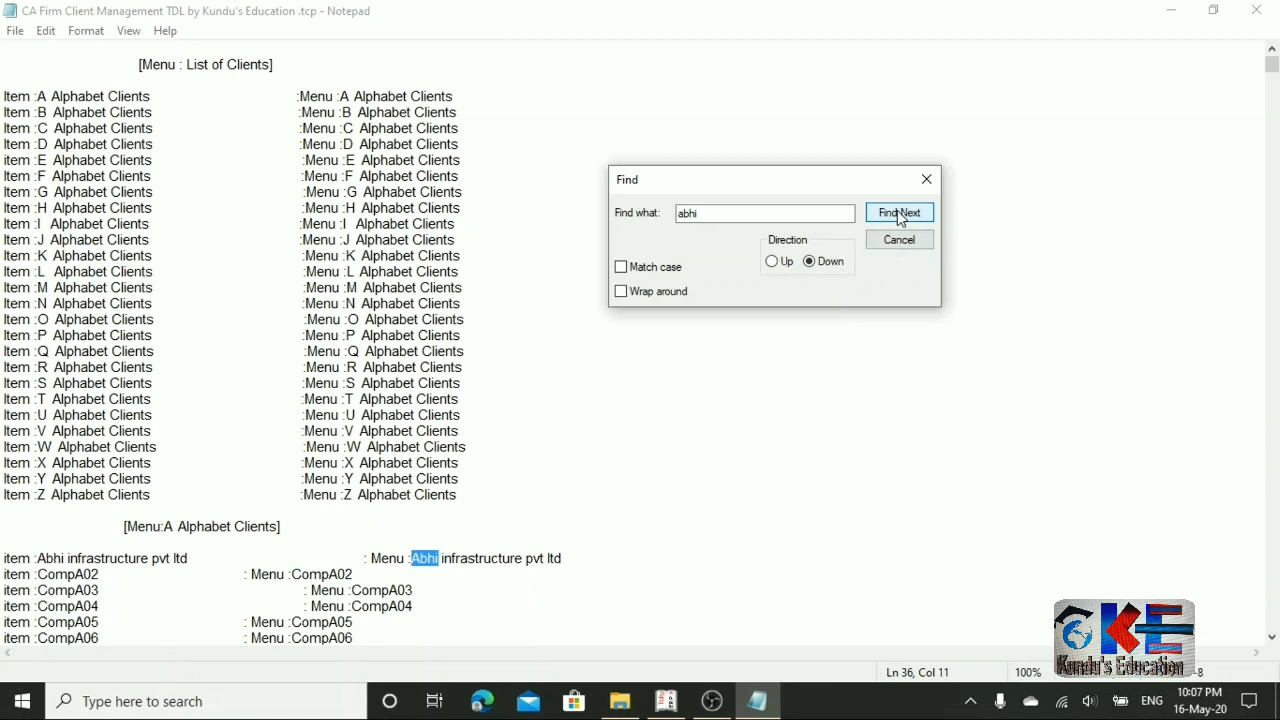 CA Firm Client Management TDL by Kundu's Education .tcp - Notepad
File Edit Format View Help
[Menu : List of Clients]
Item :A Alphabet Clients :Menu :A Alphabet Clients
Item :B Alphabet Clients :Menu :B Alphabet Clients
Item :C Alphabet Clients :Menu :C Alphabet Clients
Item :D Alphabet Clients :Menu :D Alphabet Clients
item :E Alphabet Clients :Menu :E Alphabet Clients
Item :F Alphabet Clients :Menu :F Alphabet Clients
Item :G Alphabet Clients :Menu :G Alphabet Clients
Item :H Alphabet Clients :Menu :H Alphabet Clients
Item :I Alphabet Clients :Menu :I Alphabet Clients
Item :J Alphabet Clients :Menu :J Alphabet Clients
Item :K Alphabet Clients :Menu :K Alphabet Clients
Item :L Alphabet Clients :Menu :L Alphabet Clients
Item :M Alphabet Clients :Menu :M Alphabet Clients
Item :N Alphabet Clients :Menu :N Alphabet Clients
Item :O Alphabet Clients :Menu :O Alphabet Clients
Item :P Alphabet Clients :Menu :P Alphabet Clients
Item :Q Alphabet Clients :Menu :Q Alphabet Clients
Item :R Alphabet Clients :Menu :R Alphabet Clients
Item :S Alphabet Clients :Menu :S Alphabet Clients
Item :T Alphabet Clients :Menu :T Alphabet Clients
Item :U Alphabet Clients :Menu :U Alphabet Clients
Item :V Alphabet Clients :Menu :V Alphabet Clients
Item :W Alphabet Clients :Menu :W Alphabet Clients
Item :X Alphabet Clients :Menu :X Alphabet Clients
Item :Y Alphabet Clients :Menu :Y Alphabet Clients
Item :Z Alphabet Clients :Menu :Z Alphabet Clients
[Menu:A Alphabet Clients]
item :Abhi infrastructure pvt ltd : Menu :Abhi infrastructure pvt ltd
item :CompA02 : Menu :CompA02
item :CompA03 : Menu :CompA03
item :CompA04 : Menu :CompA04
item :CompA05 : Menu :CompA05
item :CompA06 : Menu :CompA06
Find
Find what: abhi Find Next
Direction Cancel
Up Down
Match case
Wrap around
KE
Kundu's Education
Ln 36, Col 11 100% -8
Type here to search
ENG
10:07 PM
16-May-20